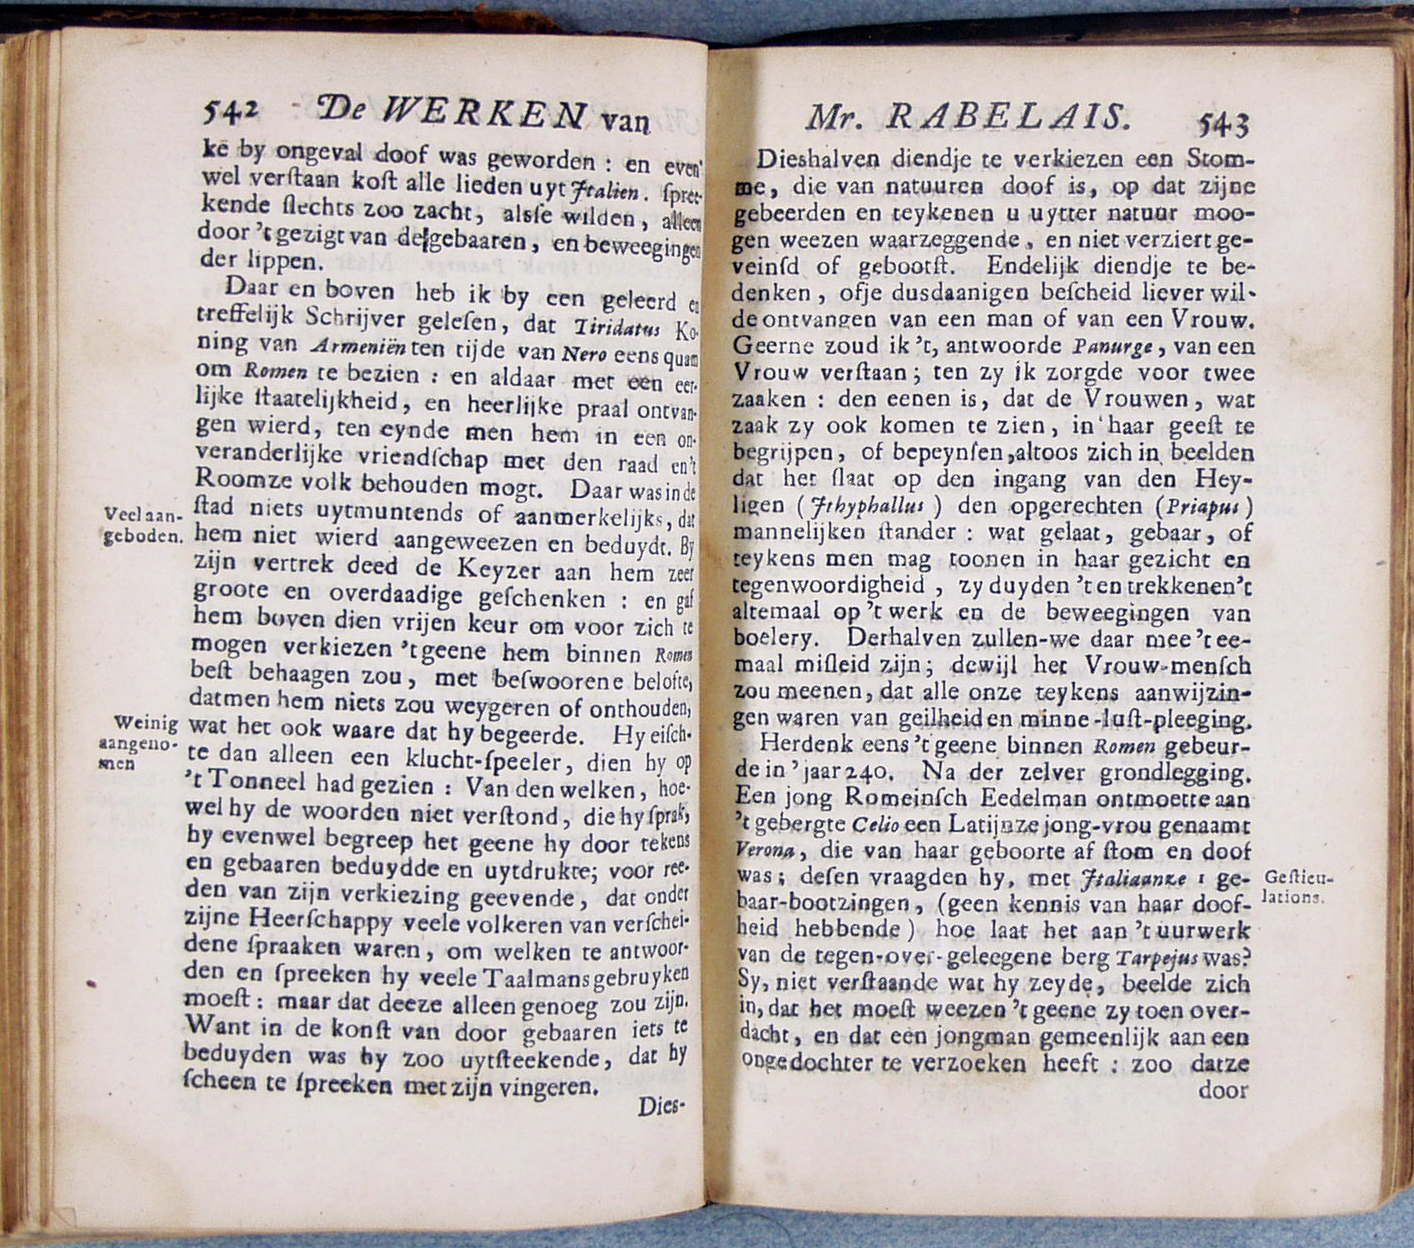 542 De WERKEN van
ke by ongeval doof was geworden : en even'
wel verſtaan koſt alle lieden uyt Italien. ſpree-
kende ſlechts zoo zacht, alsſe wilden, alleen
door 't gezigt van deſgebaaren, en beweegingen
der lippen.
Daar en boven heb ik by een geleerd en
treffelijk Schrijver geleſen, dat Tiridatus Ko-
ning van Armeniën ten tijde van Nero eens quam
om Romen te bezien : en aldaar met een eer-
lijke ſtaatelijkheid, en heerlijke praal ontvan-
gen wierd, ten eynde men hem in een on-
veranderlijke vriendſchap met den raad en't
Roomze volk behouden mogt. Daar was in de
Veel aan-
geboden.
ſtad niets uytmuntends of aanmerkelijks, dat
hem niet wierd aangeweezen en beduydt. By
zijn vertrek deed de Keyzer aan hem zeer
groote en overdaadige geſchenken : en gaf
hem boven dien vrijen keur om voor zich te
mogen verkiezen 't geene hem binnen Romen
beſt behaagen zou, met beſwoorene belofte,
datmen hem niets zou weygeren of onthouden,
Weinig
aangeno-
men
wat het ook waare dat hy begeerde. Hy eiſch-
te dan alleen een klucht-ſpeeler, dien hy op
't Tonneel had gezien : Van den welken, hoe-
wel hy de woorden niet verſtond, die hy ſprak,
hy evenwel begreep het geene hy door tekens
en gebaaren beduydde en uytdrukte; voor ree-
den van zijn verkiezing geevende, dat onder
zijne Heerſchappy veele volkeren van verſchei-
dene ſpraaken waren, om welken te antwoor-
den en ſpreeken hy veele Taalmans gebruyken
moeſt : maar dat deeze alleen genoeg zou zijn.
Want in de konſt van door gebaaren iets te
beduyden was hy zoo uytſteekende, dat hy
ſcheen te ſpreeken met zijn vingeren.
Dies-
Mr. RABELAIS. 543
Dieshalven diendje te verkiezen een Stom-
me, die van natuuren doof is, op dat zijne
gebeerden en teykenen u uytter natuur moo-
gen weezen waarzeggende, en niet verziert ge-
veinſd of gebootſt. Endelijk diendje te be-
denken, ofje dusdaanigen beſcheid liever wil-
de ontvangen van een man of van een Vrouw.
Geerne zoud ik 't, antwoorde Panurge, van een
Vrouw verſtaan; ten zy ik zorgde voor twee
zaaken : den eenen is, dat de Vrouwen, wat
zaak zy ook komen te zien, in haar geeſt te
begrijpen, of bepeynſen, altoos zich in beelden
dat het ſlaat op den ingang van den Hey-
ligen (Ithyphallus) den opgerechten (Priapus)
mannelijken ſtander : wat gelaat, gebaar, of
teykens men mag toonen in haar gezicht en
tegenwoordigheid, zy duyden 't en trekkenen't
altemaal op 't werk en de beweegingen van
boelery. Derhalven zullen-we daar mee 't ee-
maal miſleid zijn; dewijl het Vrouw-menſch
zou meenen, dat alle onze teykens aanwijzin-
gen waren van geilheid en minne-luſt-pleeging.
Herdenk eens 't geene binnen Romen gebeur-
de in 'jaar 240. Na der zelver grondlegging.
Een jong Romeinſch Eedelman ontmoette aan
't gebergte Celio een Latijnze jong-vrou genaamt
Verona, die van haar geboorte af ſtom en doof
was; deſen vraagden hy, met Italiaanze ¹ ge-
Geſticu-
lations.
baar-bootzingen, (geen kennis van haar doof-
heid hebbende) hoe laat het aan 't uurwerk
van de tegen-over-geleegene berg Tarpejus was?
Sy, niet verſtaande wat hy zeyde, beelde zich
in, dat het moeſt weezen 't geene zy toen over-
dacht, en dat een jongman gemeenlijk aan een
ongedochter te verzoeken heeft : zoo datze
door